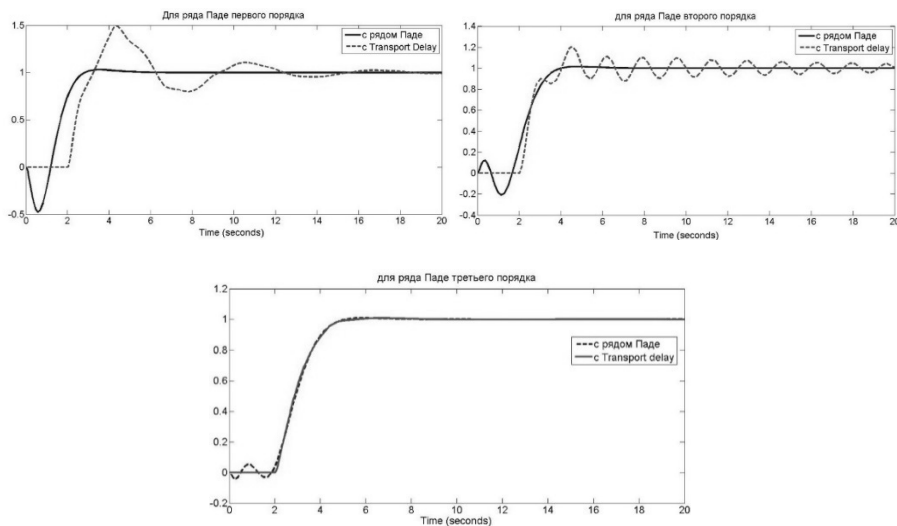 Для ряда Паде первого порядка
1.5
1
0.5
0
-0.5
0 2 4 6 8 10 12 14 16 18 20
Time (seconds)
с рядом Паде
с Transport Delay
для ряда Паде второго порядка
1.4
1.2
1
0.8
0.6
0.4
0.2
0
-0.2
-0.4
0 2 4 6 8 10 12 14 16 18 20
Time (seconds)
с рядом Паде
с Transport delay
для ряда Паде третьего порядка
1.2
1
0.8
0.6
0.4
0.2
0
-0.2
0 2 4 6 8 10 12 14 16 18 20
Time (seconds)
с рядом Паде
с Transport delay